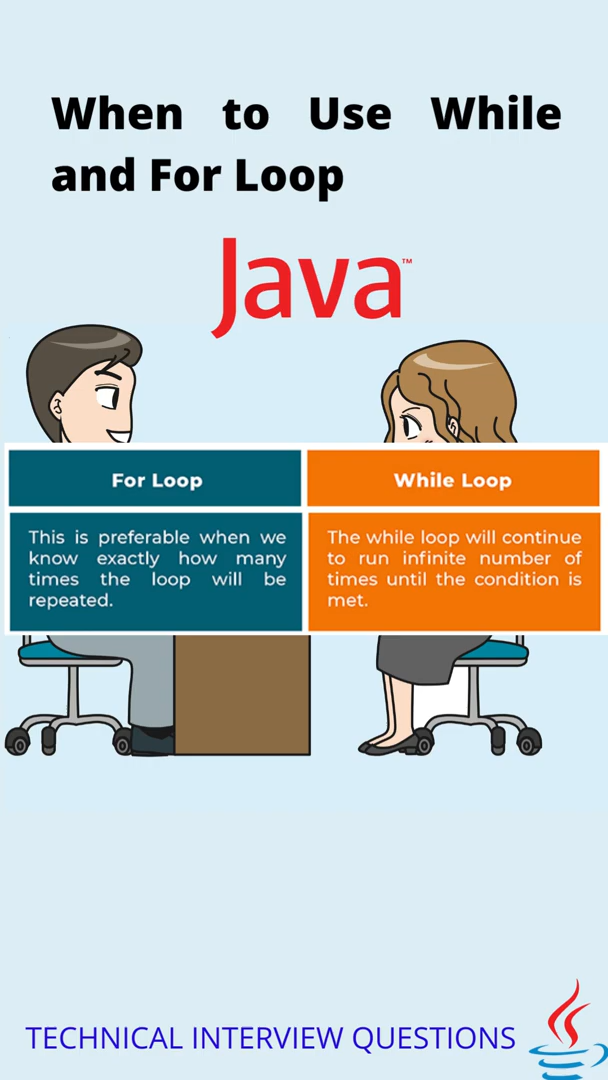 When to Use While
and For Loop
Java™
For Loop
While Loop
This is preferable when we
know exactly how many
times the loop will be
repeated.
The while loop will continue
to run infinite number of
times until the condition is
met.
TECHNICAL INTERVIEW QUESTIONS